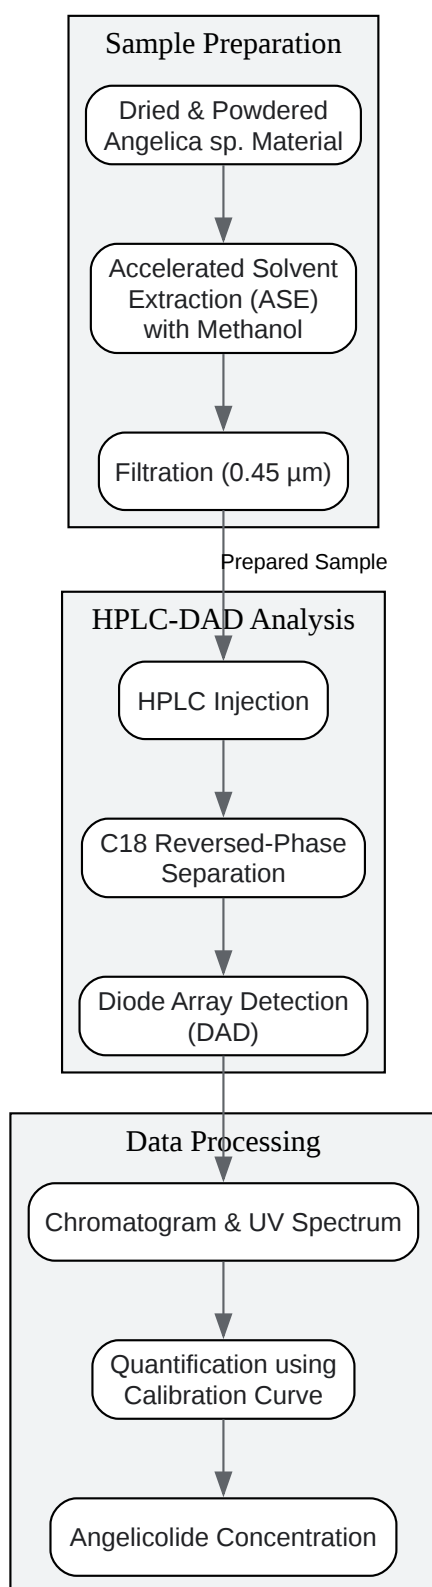 Sample Preparation
Dried & Powdered
Angelica sp. Material
Accelerated Solvent
Extraction (ASE)
with Methanol
Filtration (0.45 µm)
Prepared Sample
HPLC-DAD Analysis
HPLC Injection
C18 Reversed-Phase
Separation
Diode Array Detection
(DAD)
Data Processing
Chromatogram & UV Spectrum
Quantification using
Calibration Curve
Angelicolide Concentration